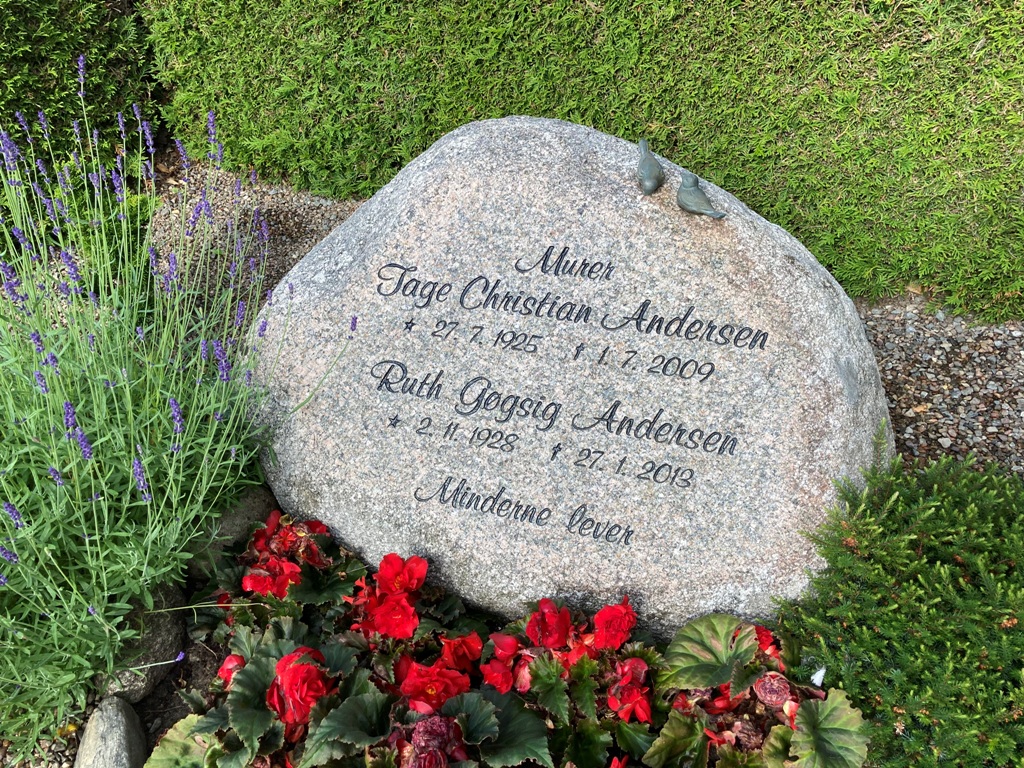 Murer
Tage Christian Andersen
* 27. 7. 1925 † 1. 7. 2009
Ruth Gøgsig Andersen
* 2. 11. 1928 † 27. 1. 2013
Minderne lever